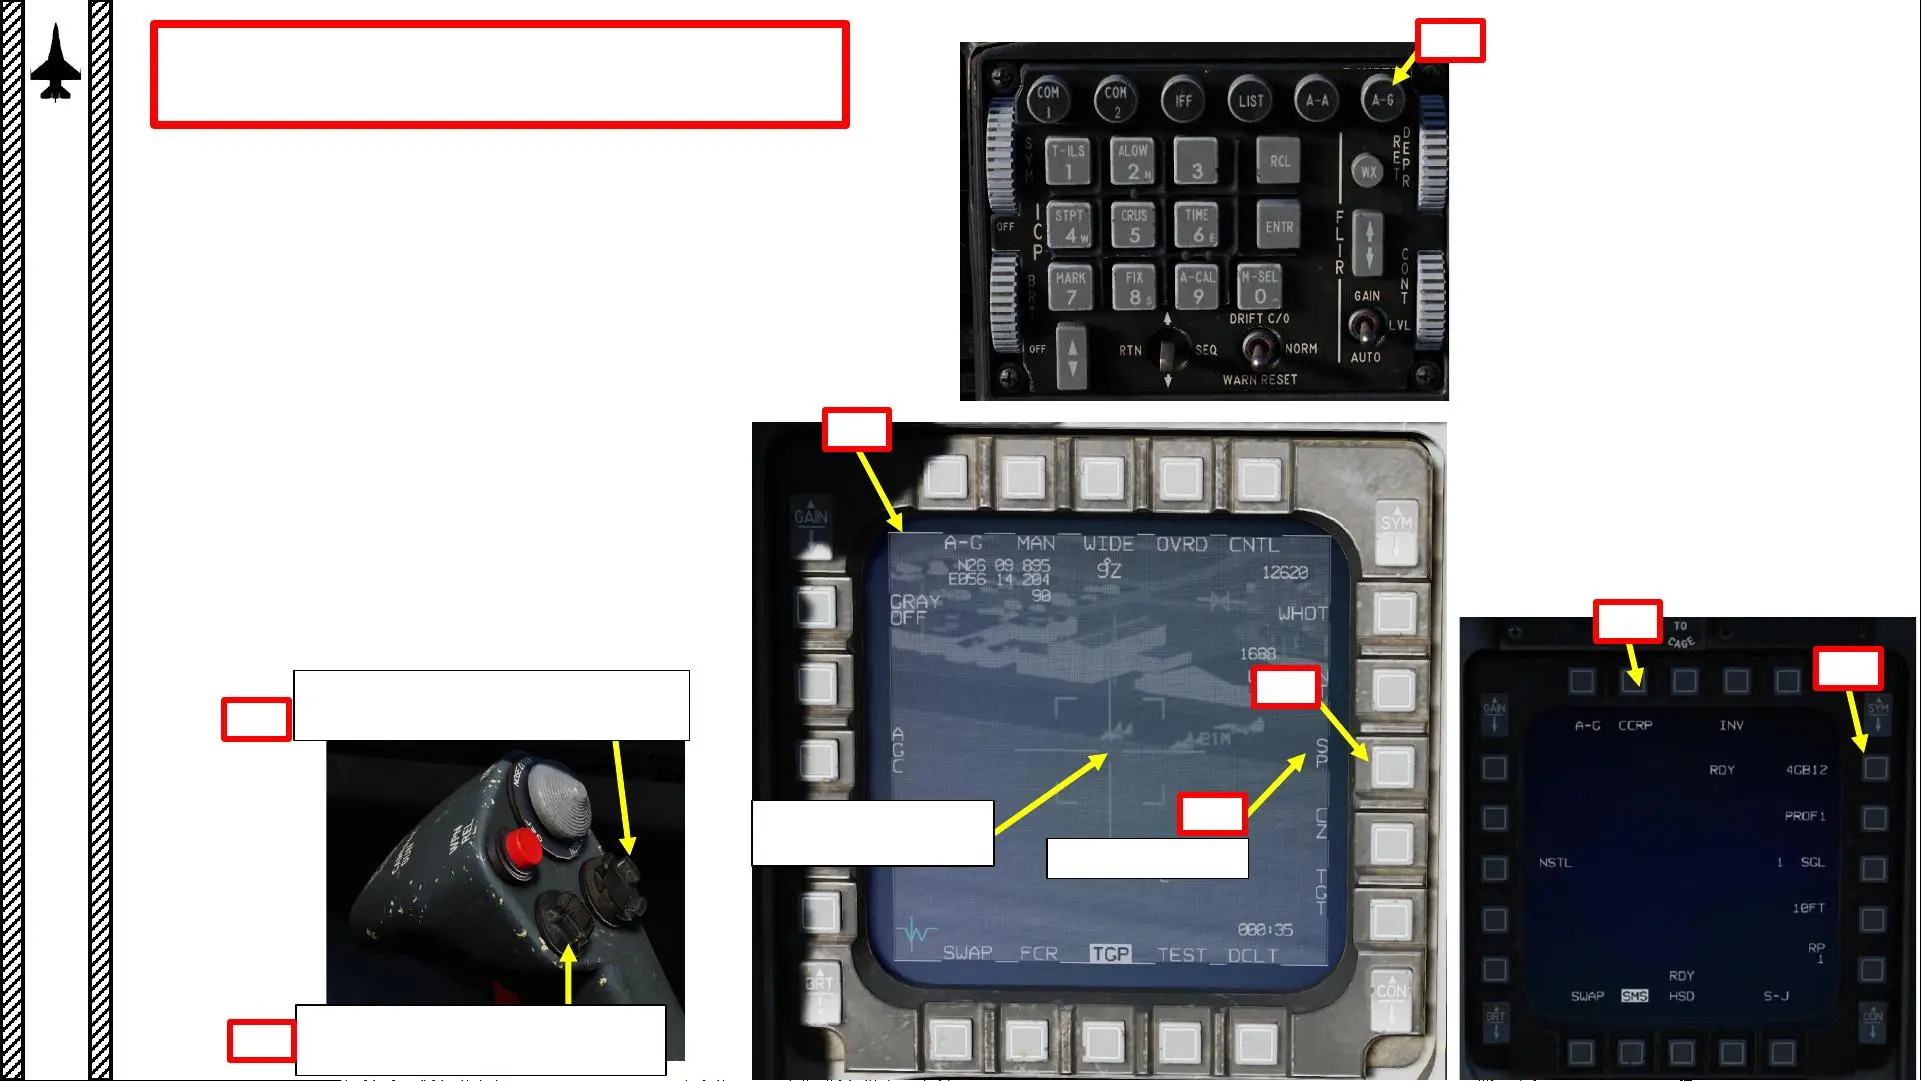 COM 1
COM 2
IFF
LIST
A-A
A-G
SYM
T-ILS 1
ALOW 2 N
3
RCL
WX
DEPR
RET
OFF
ICP
STPT 4 W
CRUS 5
TIME 6 E
ENTR
FLIR
BRT
MARK 7
FIX 8 S
A-CAL 9
M-SEL 0 -
CONT
GAIN
LVL
AUTO
DRIFT C/O
NORM
WARN RESET
OFF
RTN
SEQ
GAIN
SYM
A-G MAN WIDE OVRD CNTL
N26 09.895
E056 14.204
90
12620
GRAY
OFF
WHOT
1688
AGC
SP
CZ
TGT
000:35
SWAP FCR TGP TEST DCLT
BRT
CON
WPN
REL
TO
CAGE
GAIN
SYM
A-G CCRP INV
RDY 4GB12
PROF1
NSTL 1 SGL
10FT
RP
1
RDY
SWAP SMS HSD S-J
BRT
CON